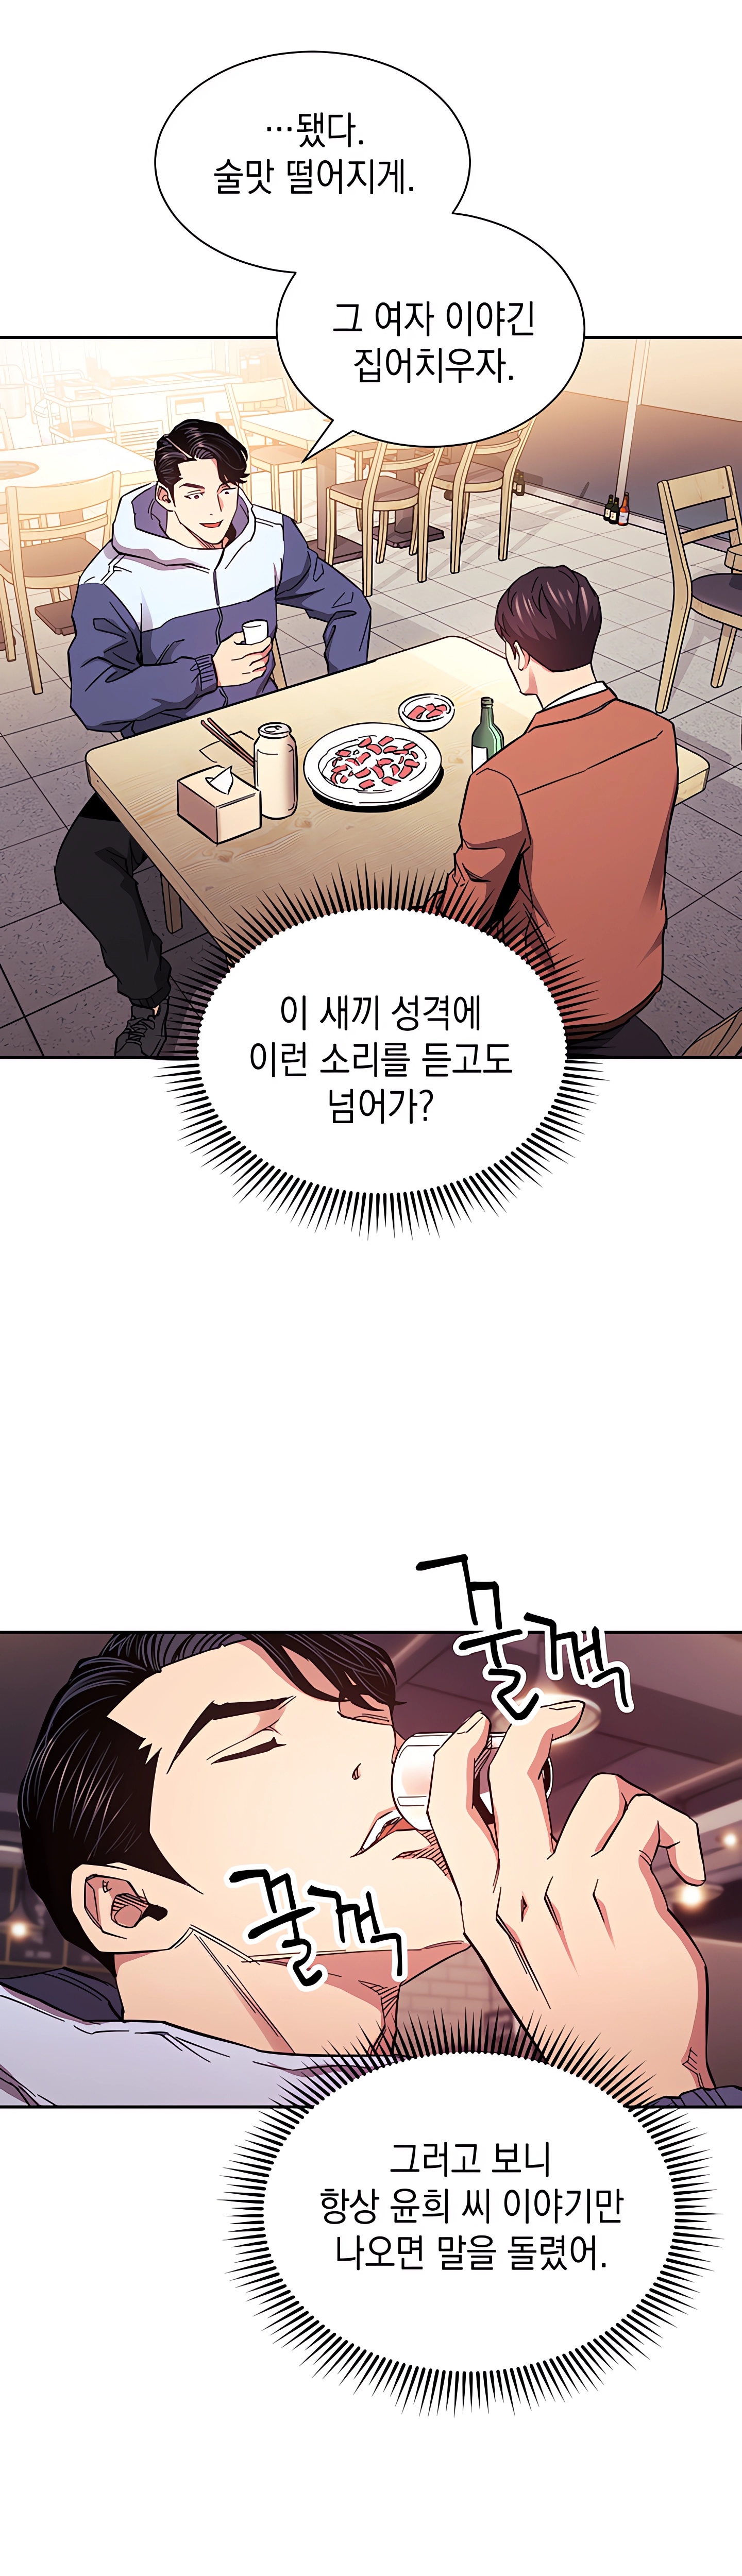 …됐다.
술맛 떨어지게.
그 여자 이야긴
집어치우자.
이 새끼 성격에
이런 소리를 듣고도
넘어가?
꿀꺽
꿀꺽
그러고 보니
항상 윤희 씨 이야기만
나오면 말을 돌렸어.